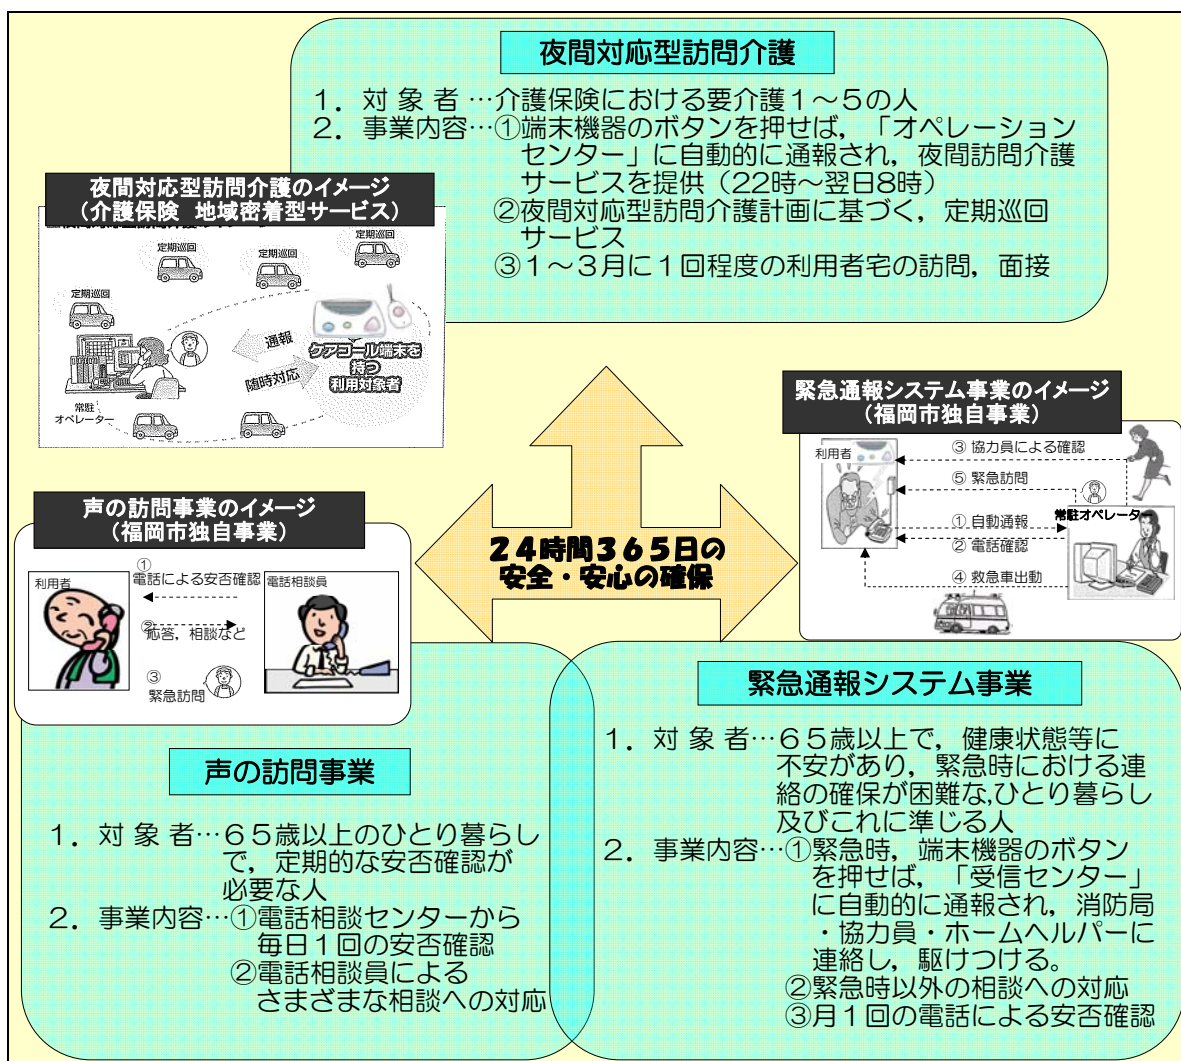 夜間対応型訪問介護
1．対 象 者…介護保険における要介護１～５の人
2．事業内容…①端末機器のボタンを押せば，「オペレーション
センター」に自動的に通報され，夜間訪問介護
サービスを提供（22時～翌日8時）
②夜間対応型訪問介護計画に基づく，定期巡回
サービス
③１～３月に１回程度の利用者宅の訪問，面接
夜間対応型訪問介護のイメージ
（介護保険 地域密着型サービス）
定期巡回
定期巡回
定期巡回
定期巡回
通報
随時対応
ケアコール端末を
持つ
利用対象者
常駐
オペレーター
緊急通報システム事業のイメージ
（福岡市独自事業）
利用者
③ 協力員による確認
⑤ 緊急訪問
常駐オペレーター
① 自動通報
② 電話確認
④ 救急車出動
２４時間３６５日の
安全・安心の確保
声の訪問事業のイメージ
（福岡市独自事業）
利用者
①
電話による安否確認
電話相談員
②
応答，相談など
③
緊急訪問
声の訪問事業
1．対 象 者…６５歳以上のひとり暮らし
で，定期的な安否確認が
必要な人
2．事業内容…①電話相談センターから
毎日１回の安否確認
②電話相談員による
さまざまな相談への対応
緊急通報システム事業
1．対 象 者…６５歳以上で，健康状態等に
不安があり，緊急時における連
絡の確保が困難な,ひとり暮らし
及びこれに準じる人
2．事業内容…①緊急時，端末機器のボタン
を押せば，「受信センター」
に自動的に通報され，消防局
・協力員・ホームヘルパーに
連絡し，駆けつける。
②緊急時以外の相談への対応
③月１回の電話による安否確認